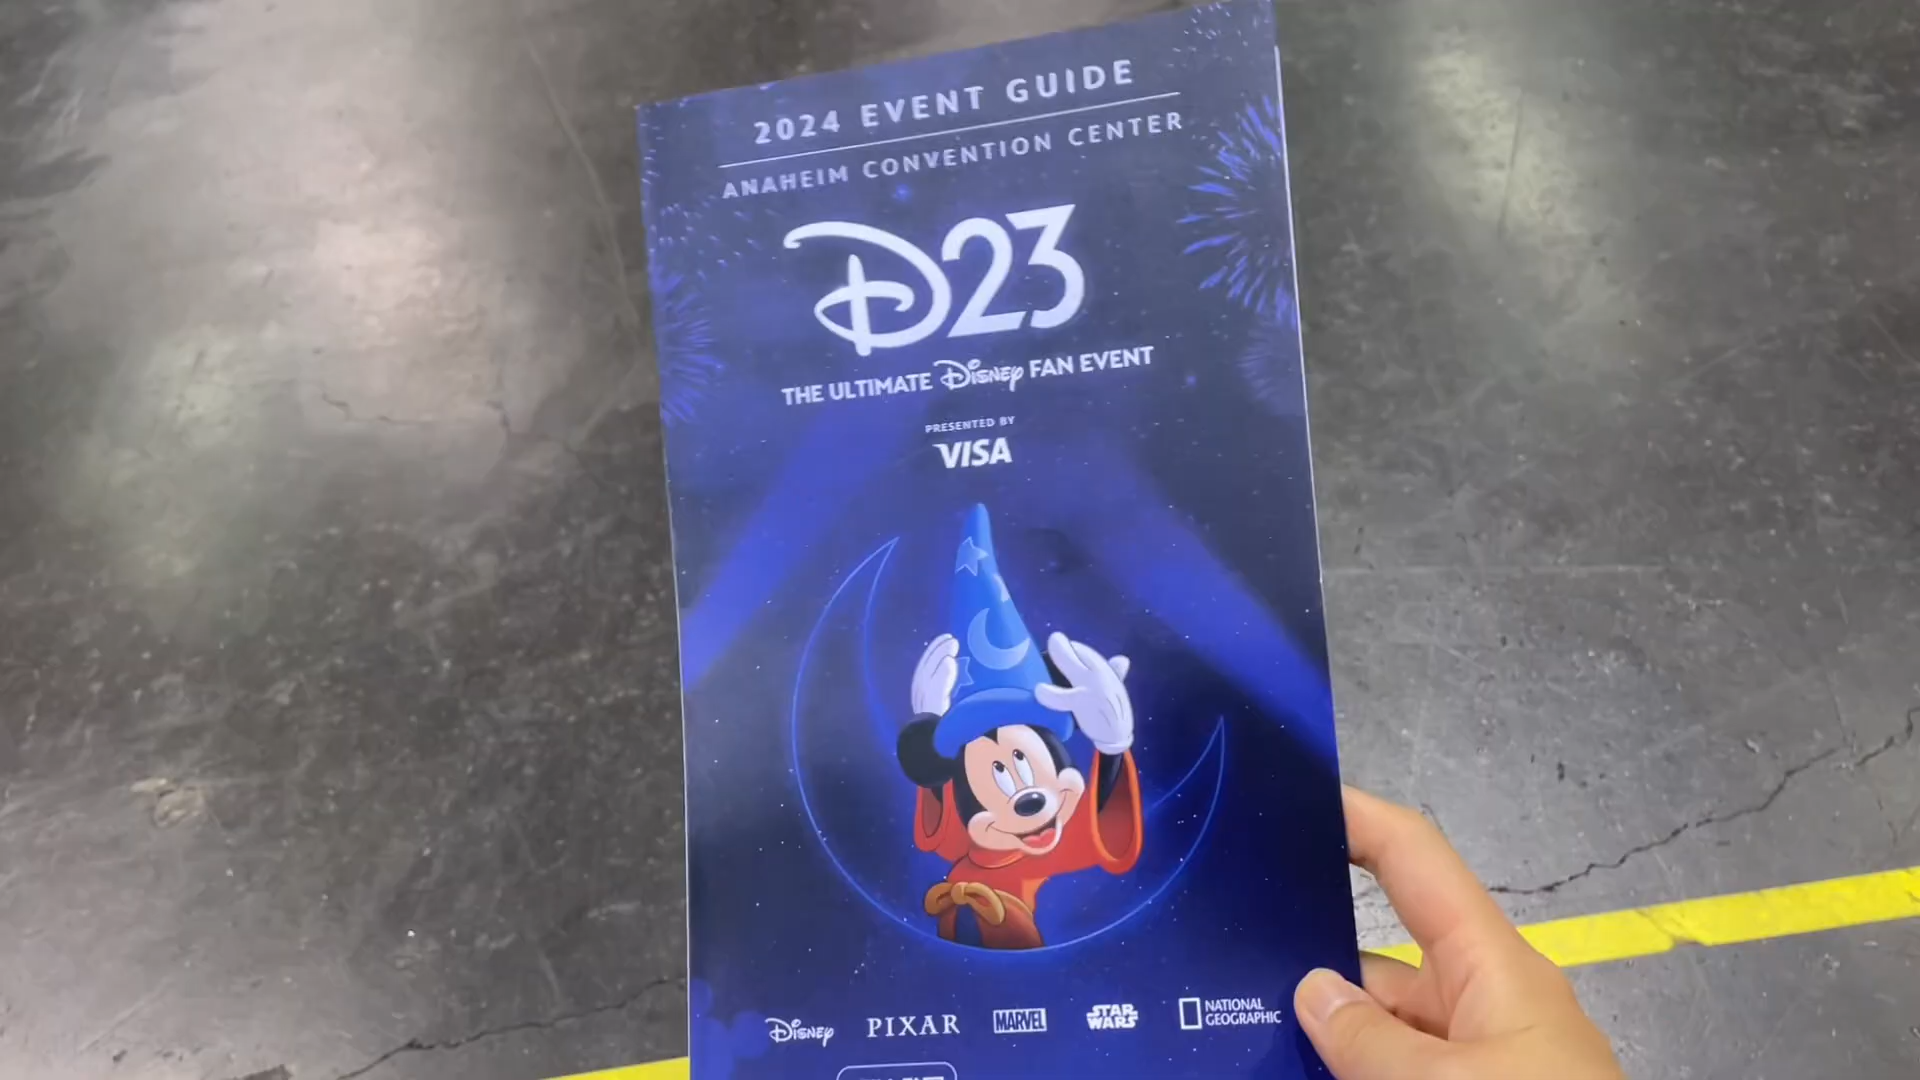 2024 EVENT GUIDE
ANAHEIM CONVENTION CENTER
D23
THE ULTIMATE Disney FAN EVENT
PRESENTED BY
VISA
Disney PIXAR MARVEL STAR WARS NATIONAL GEOGRAPHIC